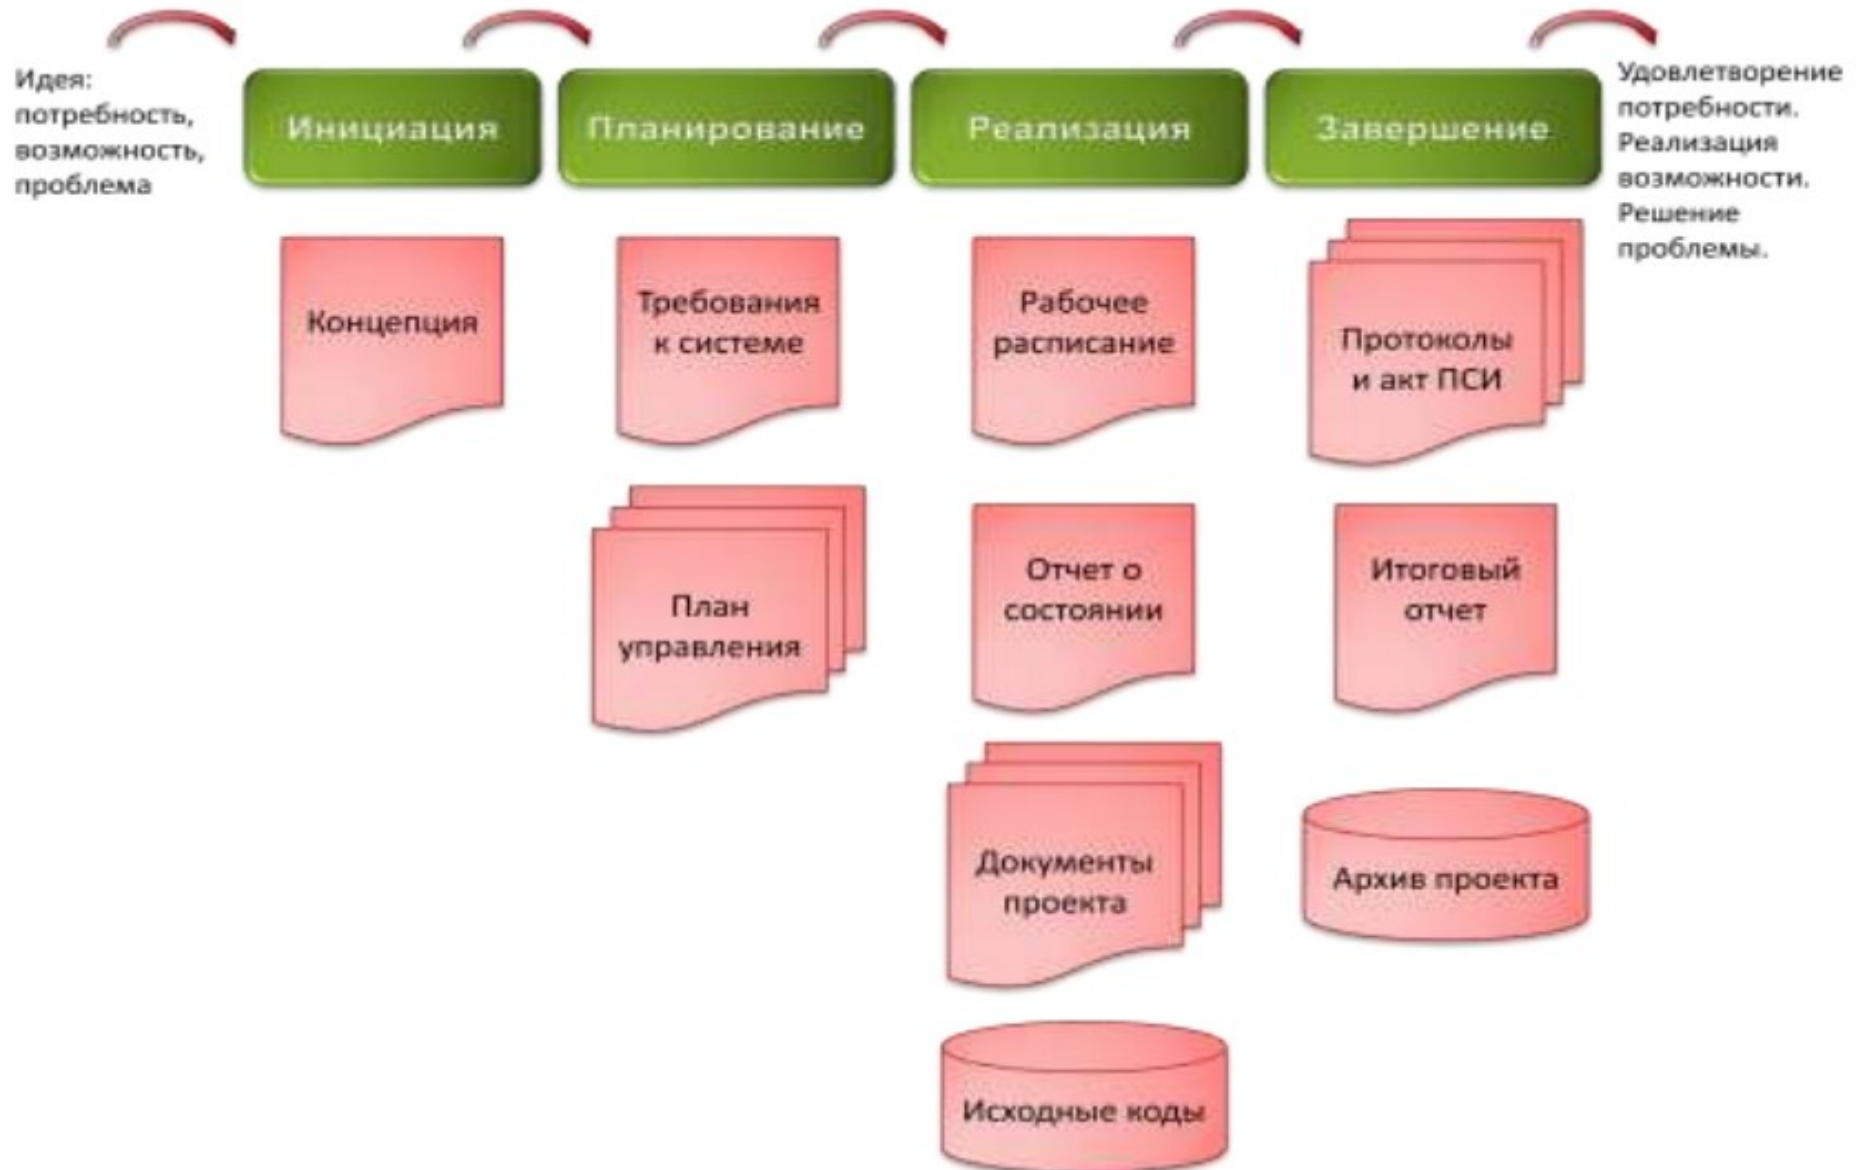 Идея:
потребность,
возможность,
проблема
Инициация
Планирование
Реализация
Завершение
Удовлетворение
потребности.
Реализация
возможности.
Решение
проблемы.
Концепция
Требования
к системе
План
управления
Рабочее
расписание
Отчет о
состоянии
Документы
проекта
Исходные коды
Протоколы
и акт ПСИ
Итоговый
отчет
Архив проекта